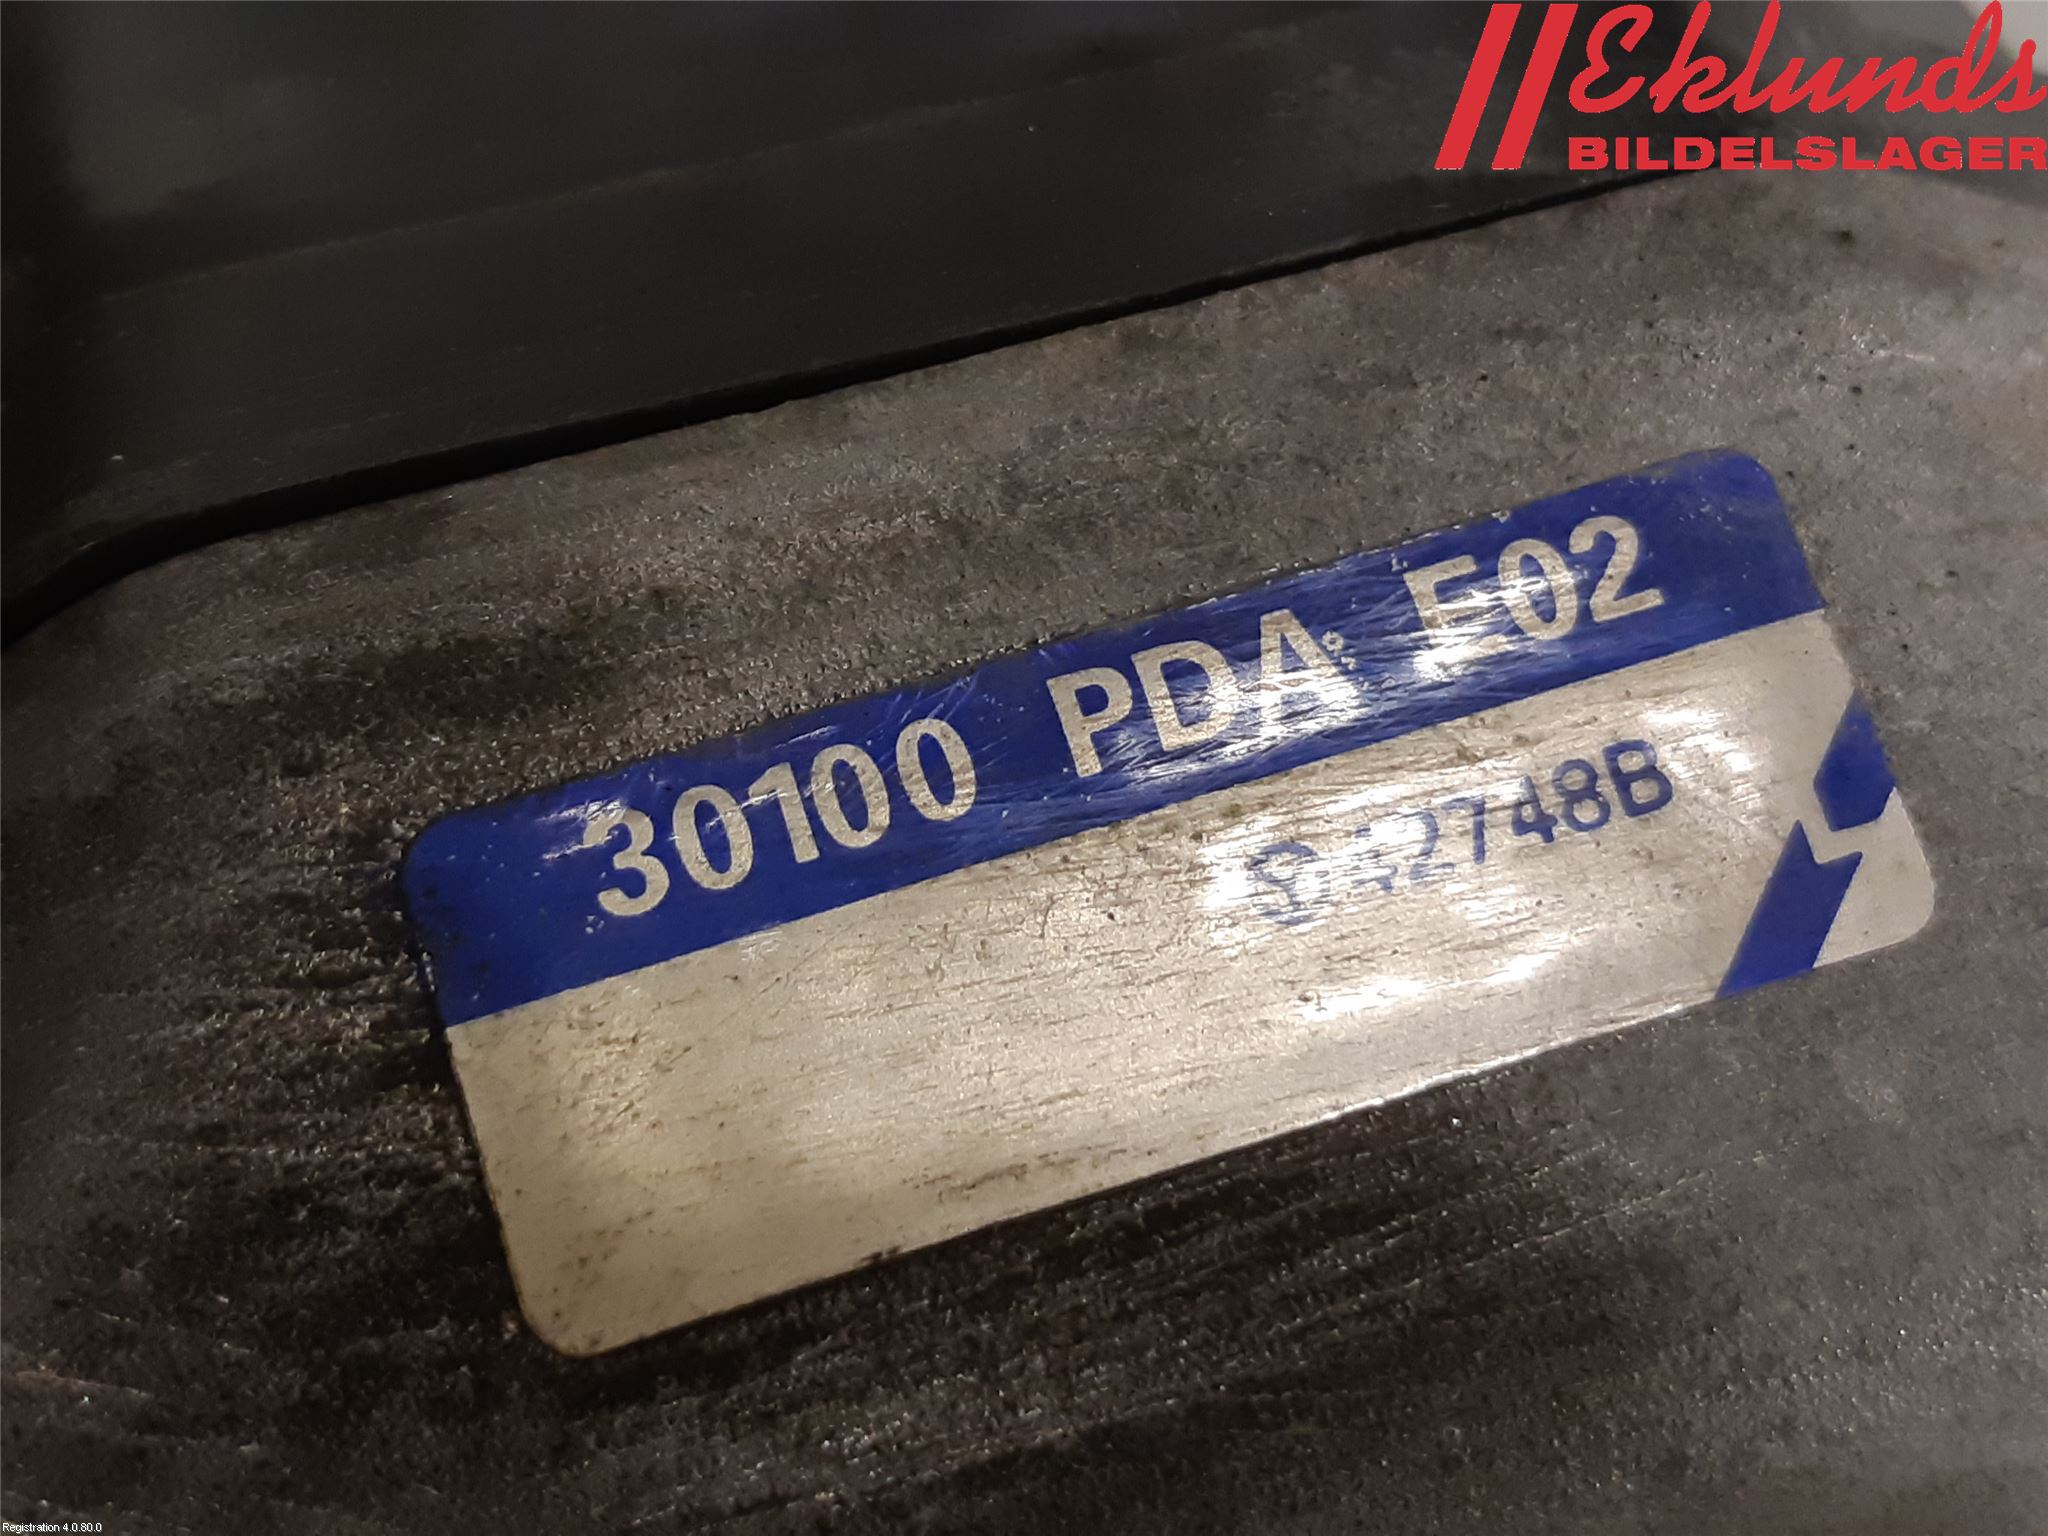 Eklunds
BILDELSLAGER
30100 PDA E02
Registration 4.0.80.0